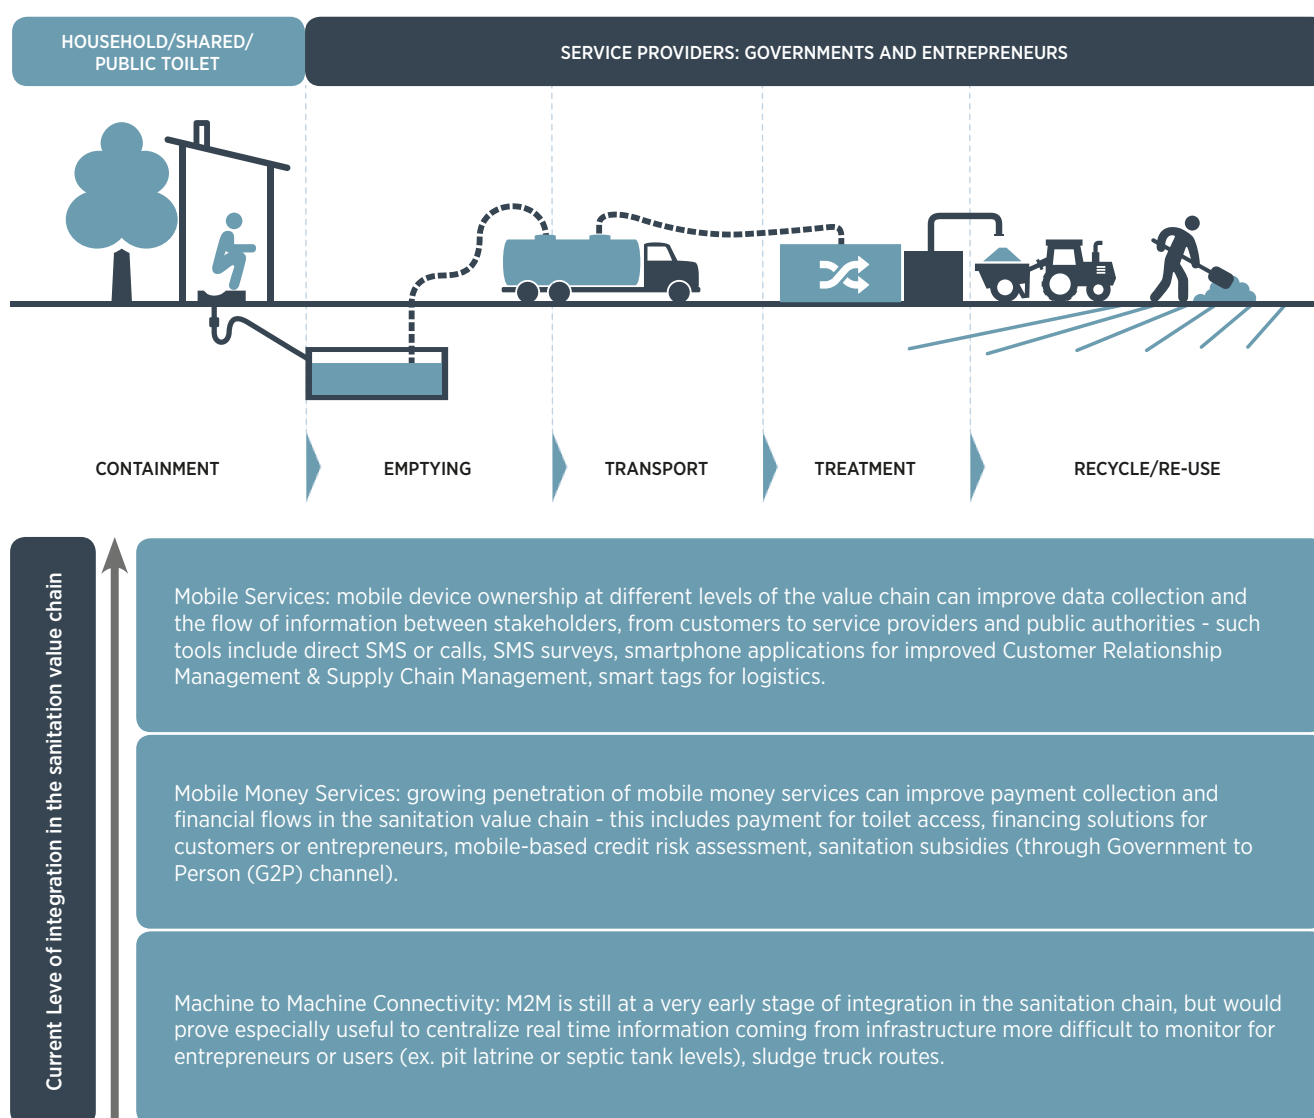 HOUSEHOLD/SHARED/
PUBLIC TOILET
SERVICE PROVIDERS: GOVERNMENTS AND ENTREPRENEURS
CONTAINMENT
EMPTYING
TRANSPORT
TREATMENT
RECYCLE/RE-USE
Current Leve of integration in the sanitation value chain
Mobile Services: mobile device ownership at different levels of the value chain can improve data collection and
the flow of information between stakeholders, from customers to service providers and public authorities - such
tools include direct SMS or calls, SMS surveys, smartphone applications for improved Customer Relationship
Management & Supply Chain Management, smart tags for logistics.
Mobile Money Services: growing penetration of mobile money services can improve payment collection and
financial flows in the sanitation value chain - this includes payment for toilet access, financing solutions for
customers or entrepreneurs, mobile-based credit risk assessment, sanitation subsidies (through Government to
Person (G2P) channel).
Machine to Machine Connectivity: M2M is still at a very early stage of integration in the sanitation chain, but would
prove especially useful to centralize real time information coming from infrastructure more difficult to monitor for
entrepreneurs or users (ex. pit latrine or septic tank levels), sludge truck routes.